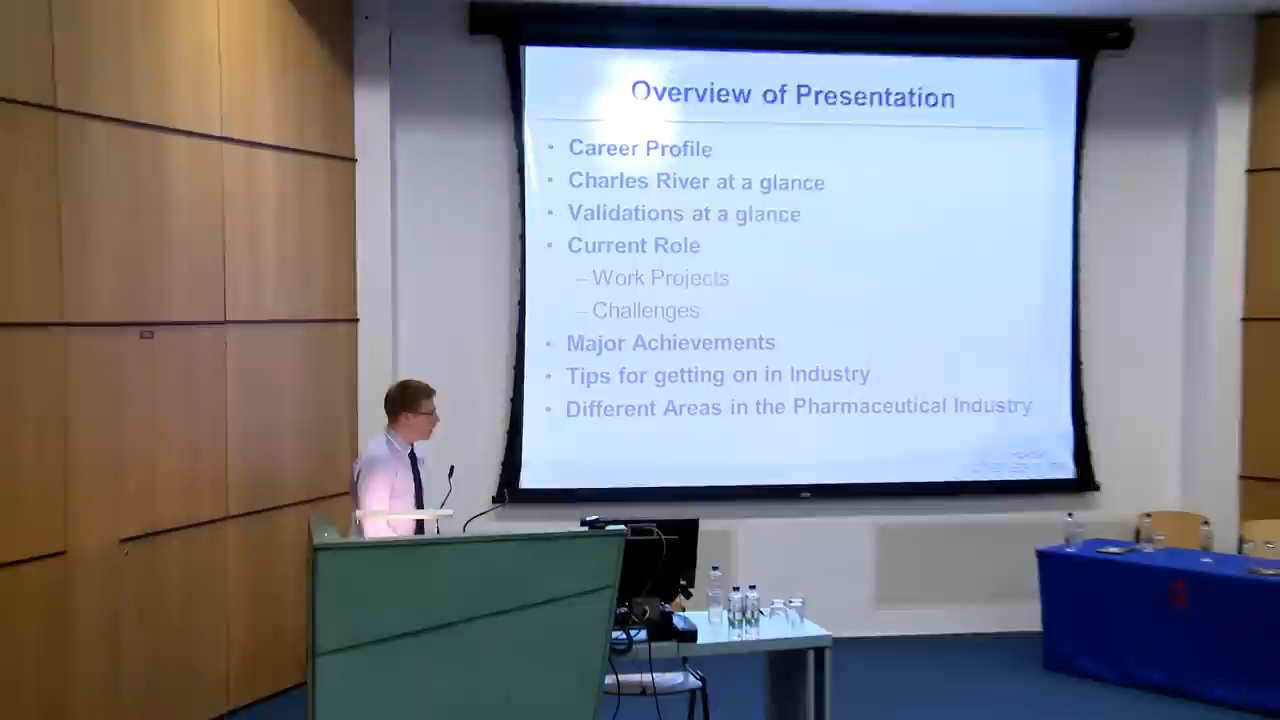 Overview of Presentation
• Career Profile
• Charles River at a glance
• Validations at a glance
• Current Role
– Work Projects
– Challenges
• Major Achievements
• Tips for getting on in Industry
• Different Areas in the Pharmaceutical Industry